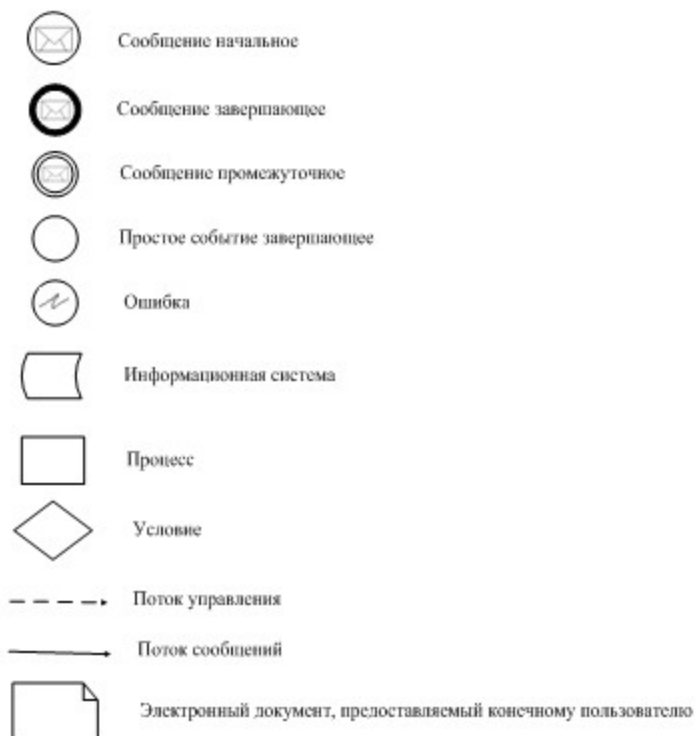 Сообщение начальное
Сообщение завершающее
Сообщение промежуточное
Простое событие завершающее
Ошибка
Информационная система
Процесс
Условие
Поток управления
Поток сообщений
Электронный документ, предоставляемый конечному пользователю